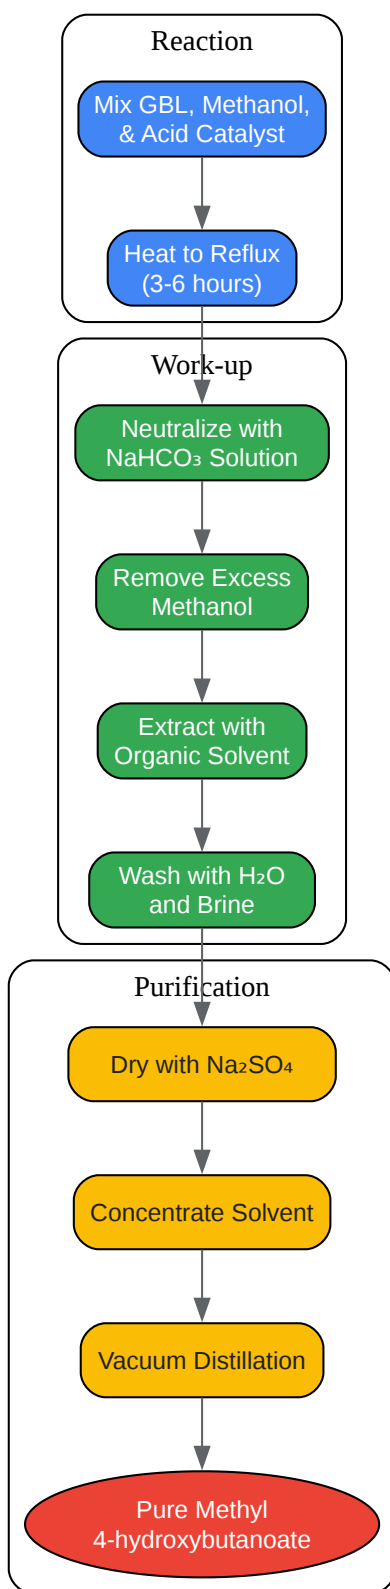 Reaction
Mix GBL, Methanol,
& Acid Catalyst
Heat to Reflux
(3-6 hours)
Work-up
Neutralize with
NaHCO₃ Solution
Remove Excess
Methanol
Extract with
Organic Solvent
Wash with H₂O
and Brine
Purification
Dry with Na₂SO₄
Concentrate Solvent
Vacuum Distillation
Pure Methyl
4-hydroxybutanoate